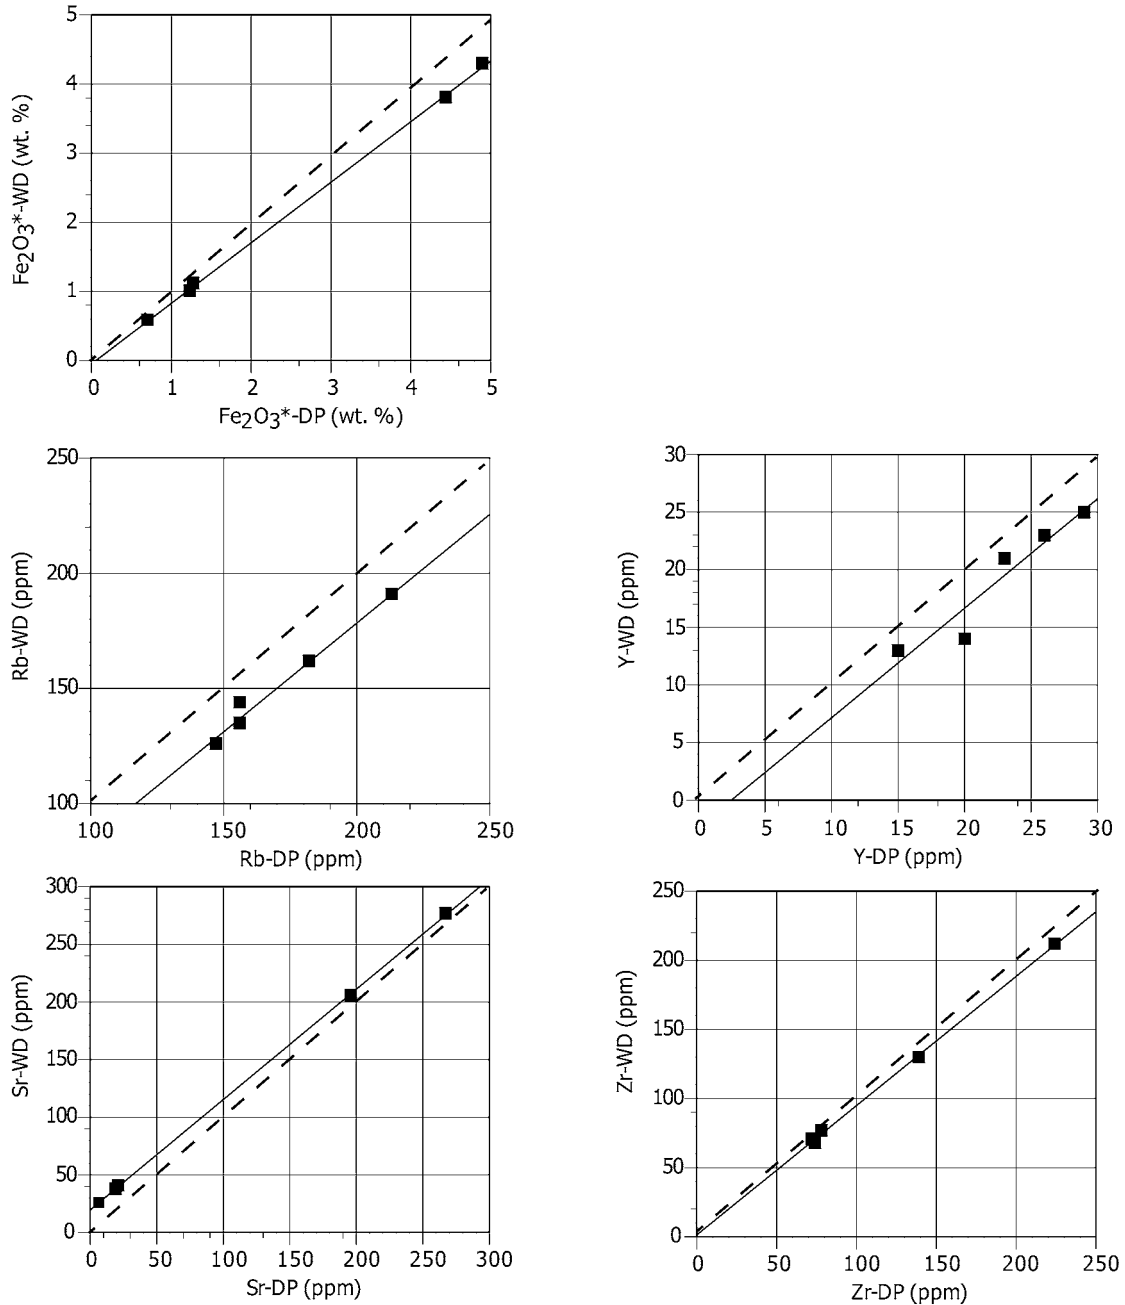 5
4
3
2
1
0
0 1 2 3 4 5
Fe2O3*-WD (wt. %)
Fe2O3*-DP (wt. %)
250
200
150
100
100 150 200 250
Rb-WD (ppm)
Rb-DP (ppm)
30
25
20
15
10
5
0
0 5 10 15 20 25 30
Y-WD (ppm)
Y-DP (ppm)
300
250
200
150
100
50
0
0 50 100 150 200 250 300
Sr-WD (ppm)
Sr-DP (ppm)
250
200
150
100
50
0
0 50 100 150 200 250
Zr-WD (ppm)
Zr-DP (ppm)